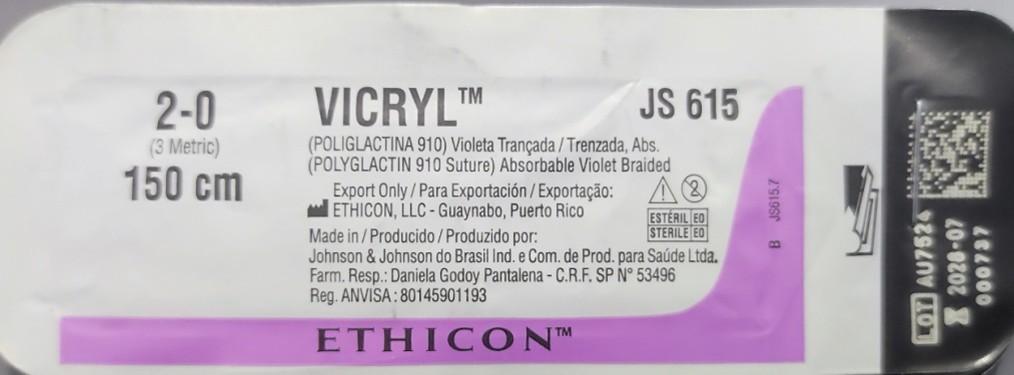 2-0
(3 Metric)
150 cm
VICRYL™
JS 615
(POLIGLACTINA 910) Violeta Trançada / Trenzada, Abs.
(POLYGLACTIN 910 Suture) Absorbable Violet Braided
Export Only / Para Exportación / Exportação:
ETHICON, LLC - Guaynabo, Puerto Rico
ESTÉRIL EO
STERILE EO
Made in / Producido / Produzido por:
Johnson & Johnson do Brasil Ind. e Com. de Prod. para Saúde Ltda.
Farm. Resp.: Daniela Godoy Pantalena - C.R.F. SP N° 53496
Reg. ANVISA : 80145901193
ETHICON™
B JS615.7
LOT AU7524
2028-07
000737